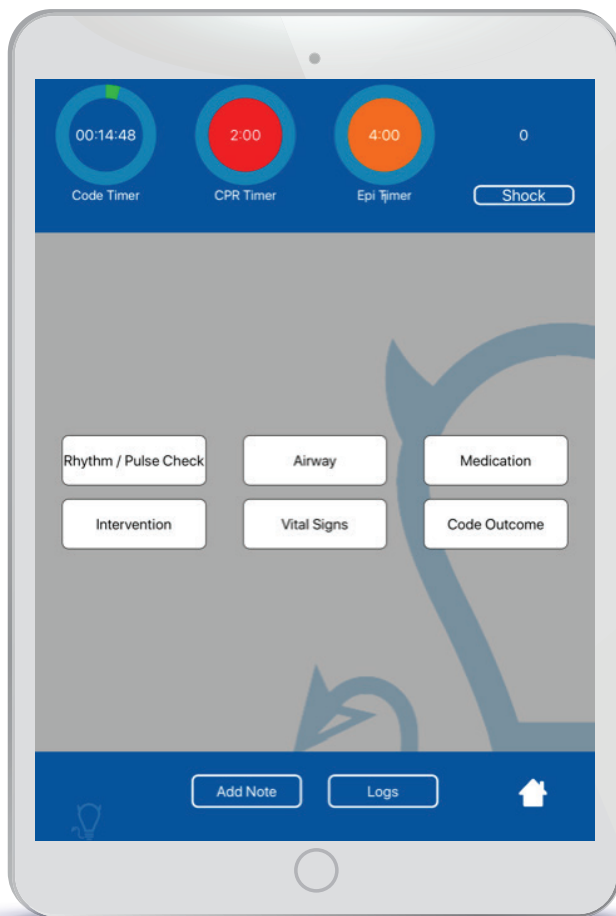 00:14:48 2:00 4:00 0
Code Timer CPR Timer Epi Timer Shock
Rhythm / Pulse Check Airway Medication
Intervention Vital Signs Code Outcome
Add Note Logs